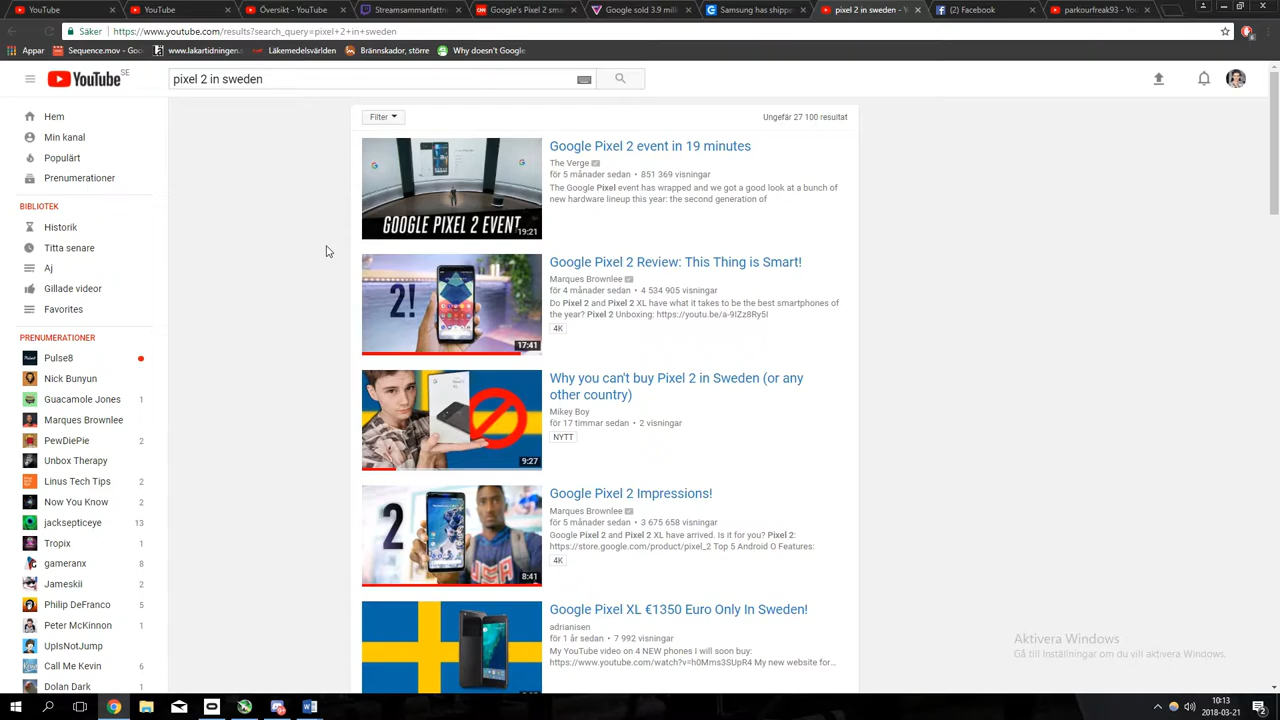 YouTube
YouTube
Översikt - YouTube
Streamsammanfattn
Google's Pixel 2 smar
Google sold 3.9 milli
Samsung has shipped
pixel 2 in sweden - Yo
(2) Facebook
parkourfreak93 - You
Säker
https://www.youtube.com/results?search_query=pixel+2+in+sweden
Appar
Sequence.mov - Goog
www.lakartidningen.
Läkemedelsvärlden
Brännskador, större
Why doesn't Google
YouTube SE
pixel 2 in sweden
Hem
Min kanal
Populärt
Prenumerationer
BIBLIOTEK
Historik
Titta senare
Aj
Gillade videor
Favorites
PRENUMERATIONER
Pulse8
Nick Bunyun
Guacamole Jones 1
Marques Brownlee
PewDiePie 2
Unbox Therapy
Linus Tech Tips 2
Now You Know 2
jacksepticeye 13
Tropix 1
gameranx 8
Jameskii 2
Philip DeFranco 5
Peter McKinnon 1
UpIsNotJump
Call Me Kevin 6
Dolan Dark 1
Filter
Ungefär 27 100 resultat
GOOGLE PIXEL 2 EVENT
19:21
Google Pixel 2 event in 19 minutes
The Verge
för 5 månader sedan • 851 369 visningar
The Google Pixel event has wrapped and we got a good look at a bunch of
new hardware lineup this year: the second generation of
2!
17:41
Google Pixel 2 Review: This Thing is Smart!
Marques Brownlee
för 4 månader sedan • 4 534 905 visningar
Do Pixel 2 and Pixel 2 XL have what it takes to be the best smartphones of
the year? Pixel 2 Unboxing: https://youtu.be/a-9IZz8Ry5I
4K
9:27
Why you can't buy Pixel 2 in Sweden (or any
other country)
Mikey Boy
för 17 timmar sedan • 2 visningar
NYTT
2
8:41
Google Pixel 2 Impressions!
Marques Brownlee
för 5 månader sedan • 3 675 658 visningar
Google Pixel 2 and Pixel 2 XL have arrived. Is it for you? Pixel 2:
https://store.google.com/product/pixel_2 Top 5 Android O Features:
4K
Google Pixel XL €1350 Euro Only In Sweden!
adrianisen
för 1 år sedan • 7 992 visningar
My YouTube video on 4 NEW phones I will soon buy:
https://www.youtube.com/watch?v=h0Mms3SUpR4 My new website for...
Aktivera Windows
Gå till Inställningar om du vill aktivera Windows.
10:13
2018-03-21